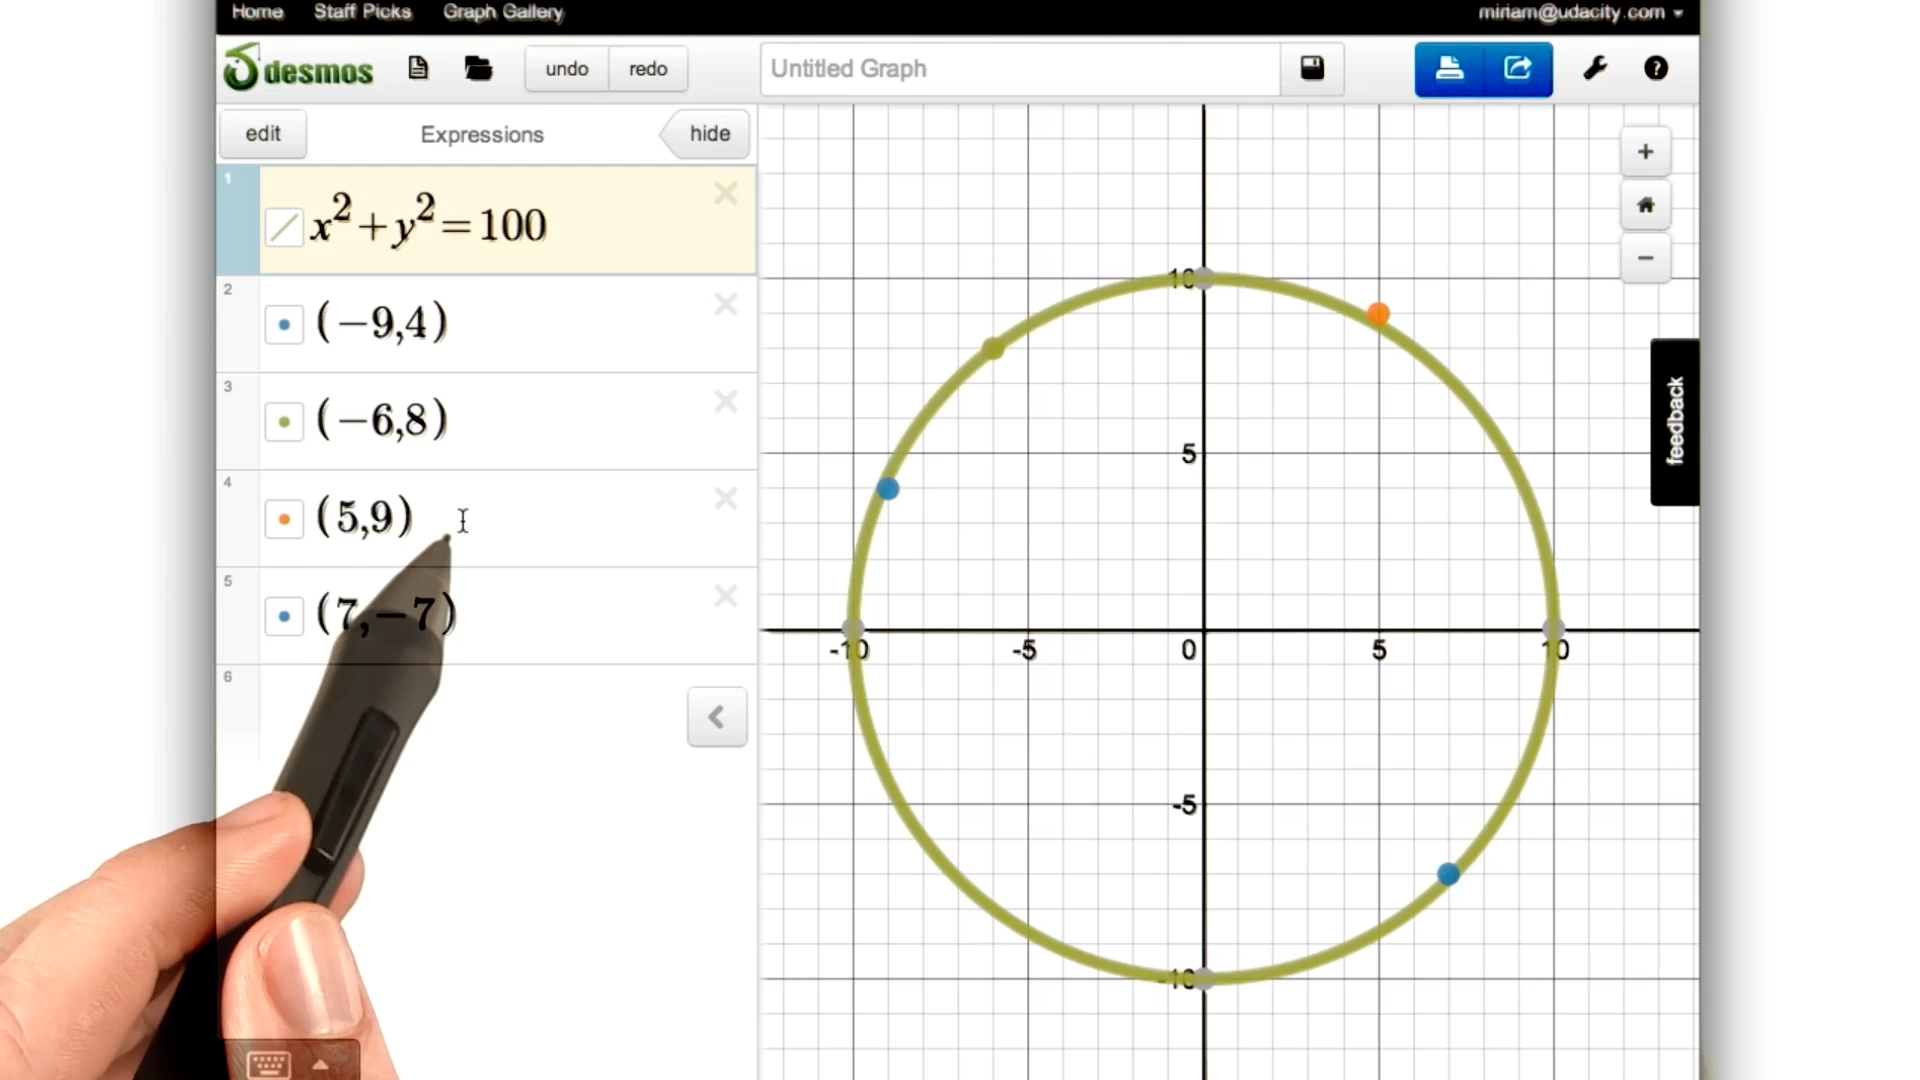 Home Staff Picks Graph Gallery miriam@udacity.com
desmos undo redo Untitled Graph
edit Expressions hide
1 x²+y²=100
2 (−9,4)
3 (−6,8)
4 (5,9)
5 (7,−7)
6
+
−
feedback
10
5
-10 -5 0 5 10
-5
-10